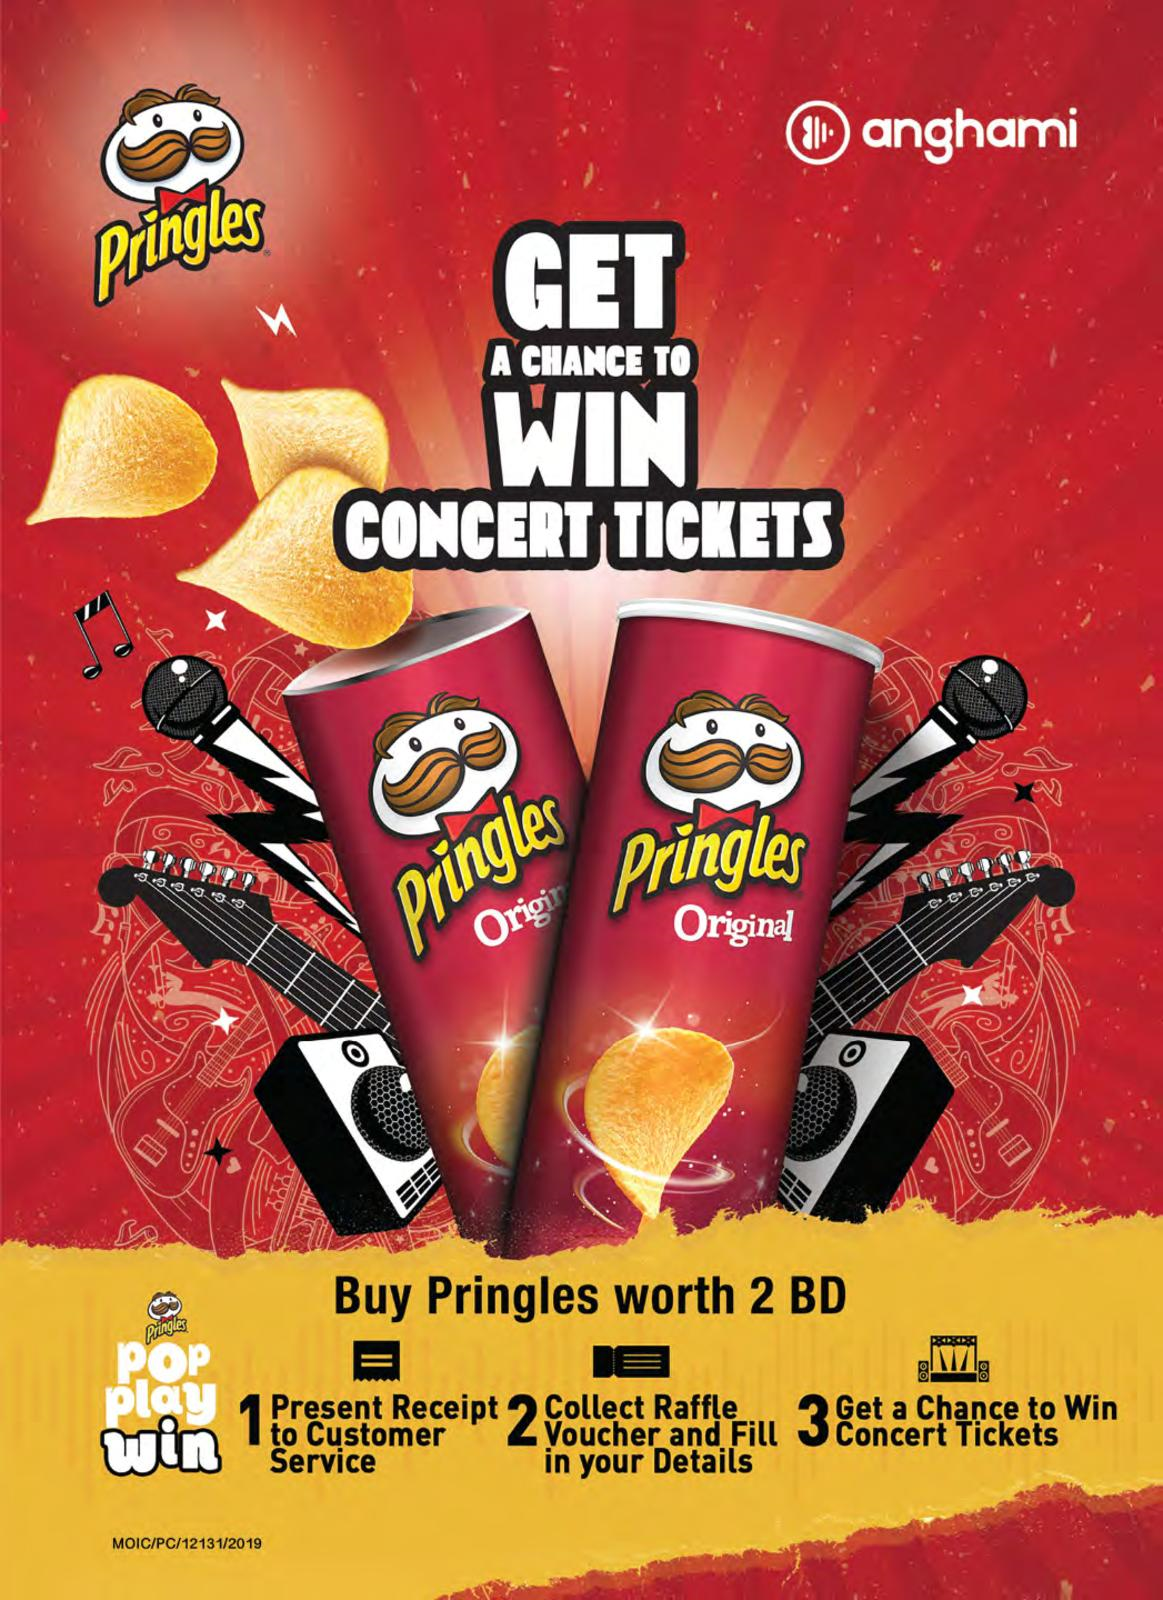 Pringles
anghami
GET
A CHANCE TO
WIN
CONCERT TICKETS
Pringles
Pringles
Original
Buy Pringles worth 2 BD
Pringles
POP
play
win
1 Present Receipt
to Customer
Service
2 Collect Raffle
Voucher and Fill
in your Details
3 Get a Chance to Win
Concert Tickets
MOIC/PC/12131/2019